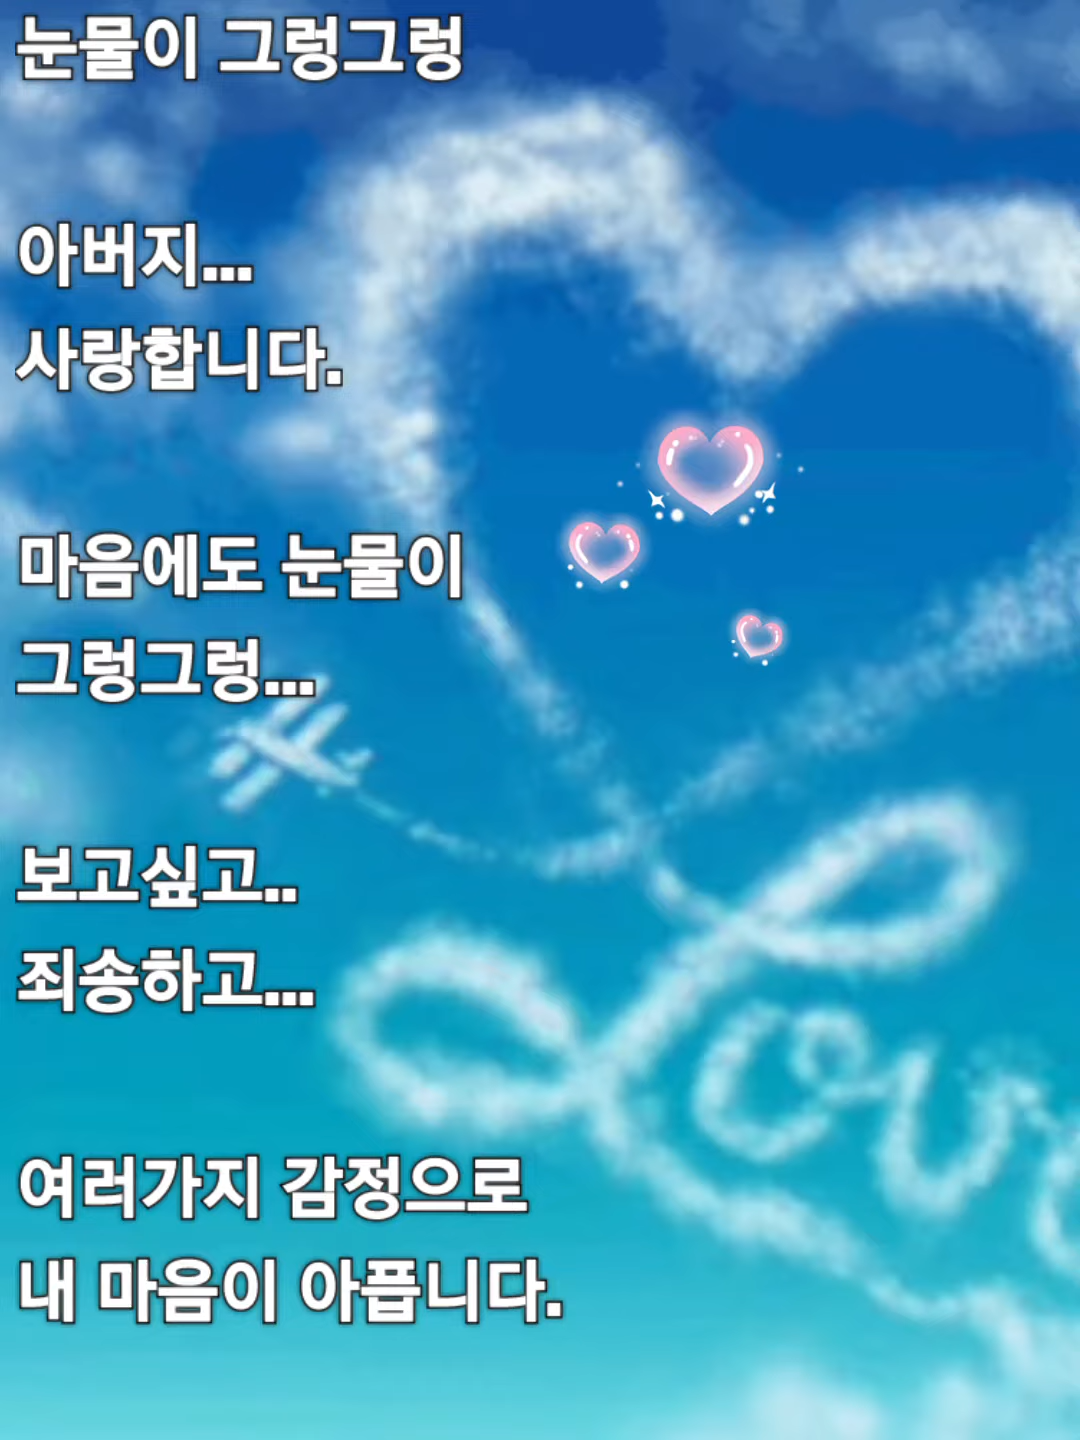 눈물이 그렁그렁
아버지...
사랑합니다.
마음에도 눈물이
그렁그렁...
보고싶고..
죄송하고...
여러가지 감정으로
내 마음이 아픕니다.
Love